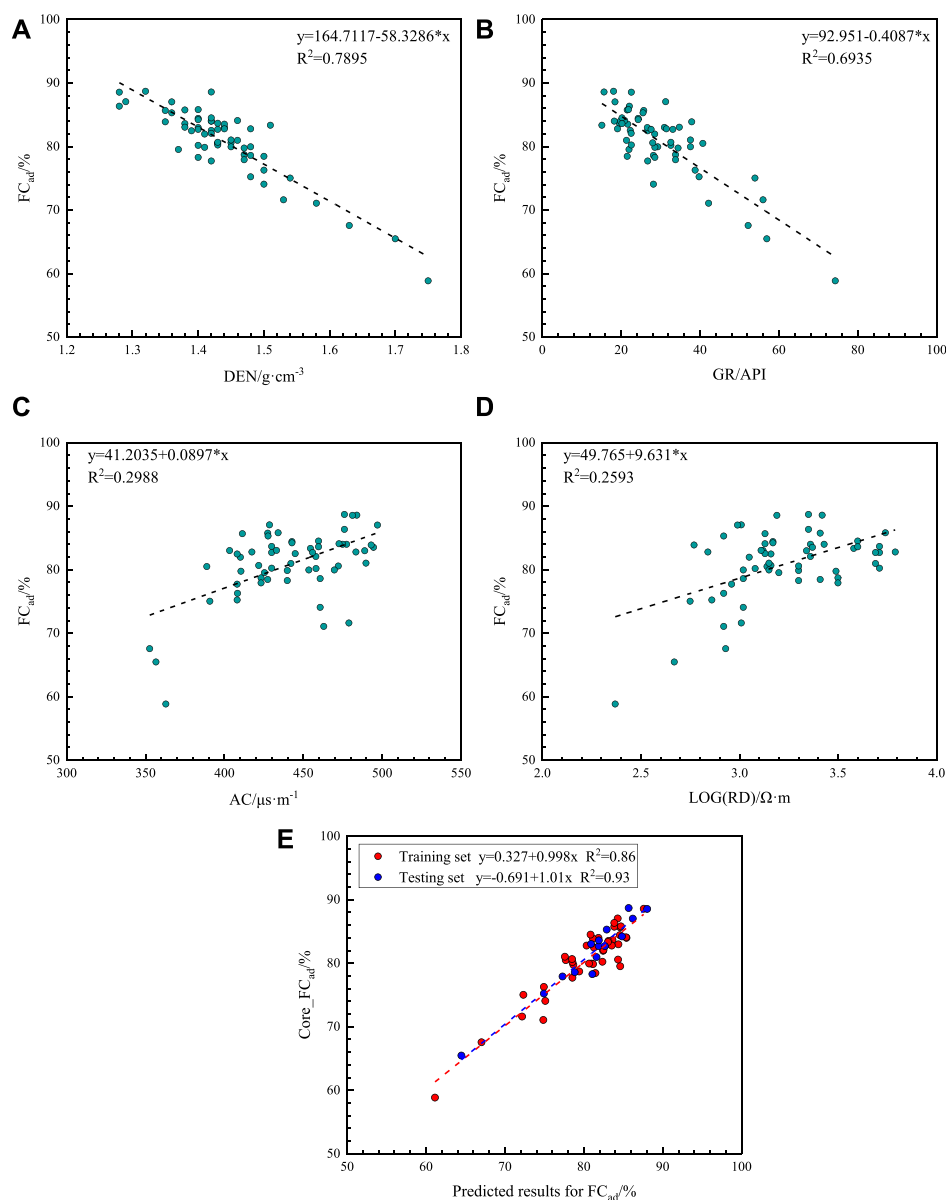 A
y=164.7117-58.3286*x
R²=0.7895
100
90
80
70
60
50
FC_ad/%
1.2 1.3 1.4 1.5 1.6 1.7 1.8
DEN/g·cm⁻³
B
y=92.951-0.4087*x
R²=0.6935
100
90
80
70
60
50
FC_ad/%
0 20 40 60 80 100
GR/API
C
y=41.2035+0.0897*x
R²=0.2988
100
90
80
70
60
50
FC_ad/%
300 350 400 450 500 550
AC/μs·m⁻¹
D
y=49.765+9.631*x
R²=0.2593
100
90
80
70
60
50
FC_ad/%
2.0 2.5 3.0 3.5 4.0
LOG(RD)/Ω·m
E
Training set y=0.327+0.998x R²=0.86
Testing set y=-0.691+1.01x R²=0.93
100
90
80
70
60
50
Core_FC_ad/%
50 60 70 80 90 100
Predicted results for FC_ad/%